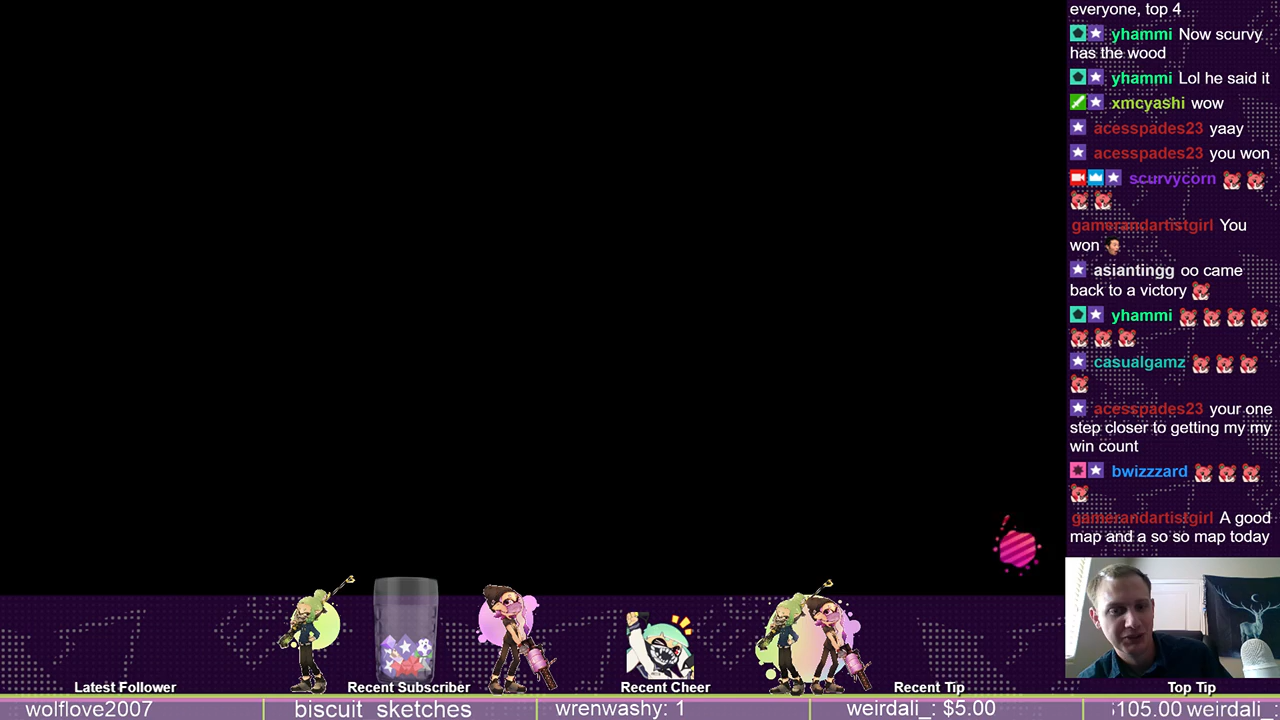 everyone, top 4
yhammi Now scurvy
has the wood
yhammi Lol he said it
xmcyashi wow
acesspades23 yaay
acesspades23 you won
scurvycorn
gamerandartistgirl You
won
asiantingg oo came
back to a victory
yhammi
casualgamz
acesspades23 your one
step closer to getting my my
win count
bwizzzard
gamerandartistgirl A good
map and a so so map today
Latest Follower
Recent Subscriber
Recent Cheer
Recent Tip
Top Tip
wolflove2007
biscuit_sketches
wrenwashy: 1
weirdali_: $5.00
105.00 weirdali_: